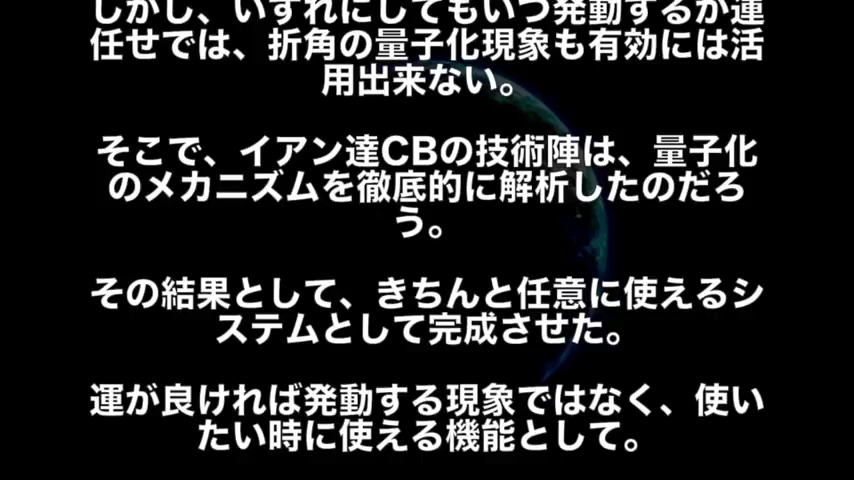 しかし、いずれにしてもいつ発動するか運
任せでは、折角の量子化現象も有効には活
用出来ない。
そこで、イアン達CBの技術陣は、量子化
のメカニズムを徹底的に解析したのだろ
う。
その結果として、きちんと任意に使えるシ
ステムとして完成させた。
運が良ければ発動する現象ではなく、使い
たい時に使える機能として。